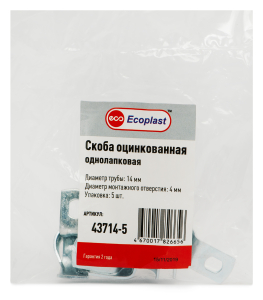 eco Ecoplast
Скоба оцинкованная
однолапковая
Диаметр трубы: 14 мм
Диаметр монтажного отверстия: 4 мм
Упаковка: 5 шт.
АРТИКУЛ:
43714-5
4670017826656
Гарантия 2 года